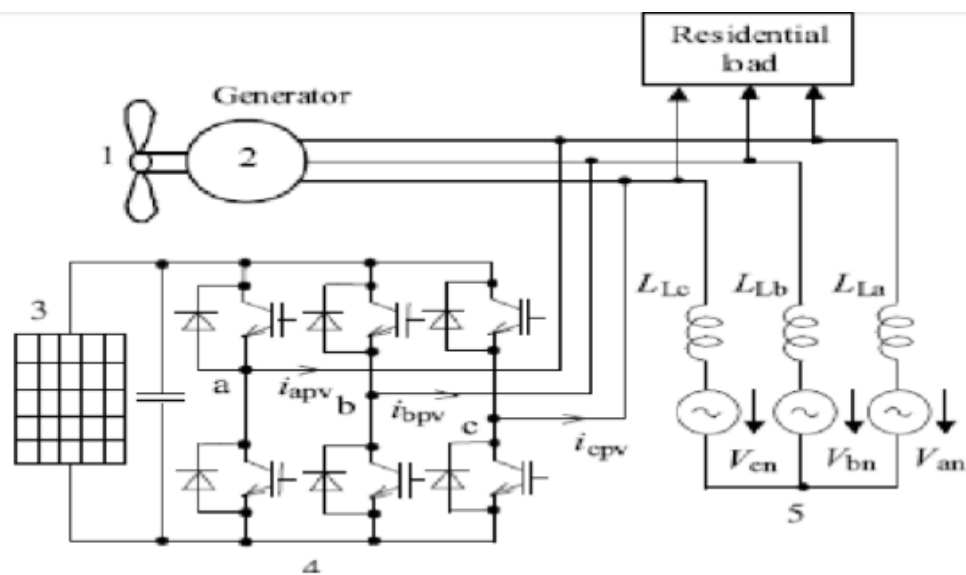 Residential
load
Generator
1
2
3
L_Lc
L_Lb
L_La
a
i_apv
b
i_bpv
c
i_cpv
V_cn
V_bn
V_an
5
4